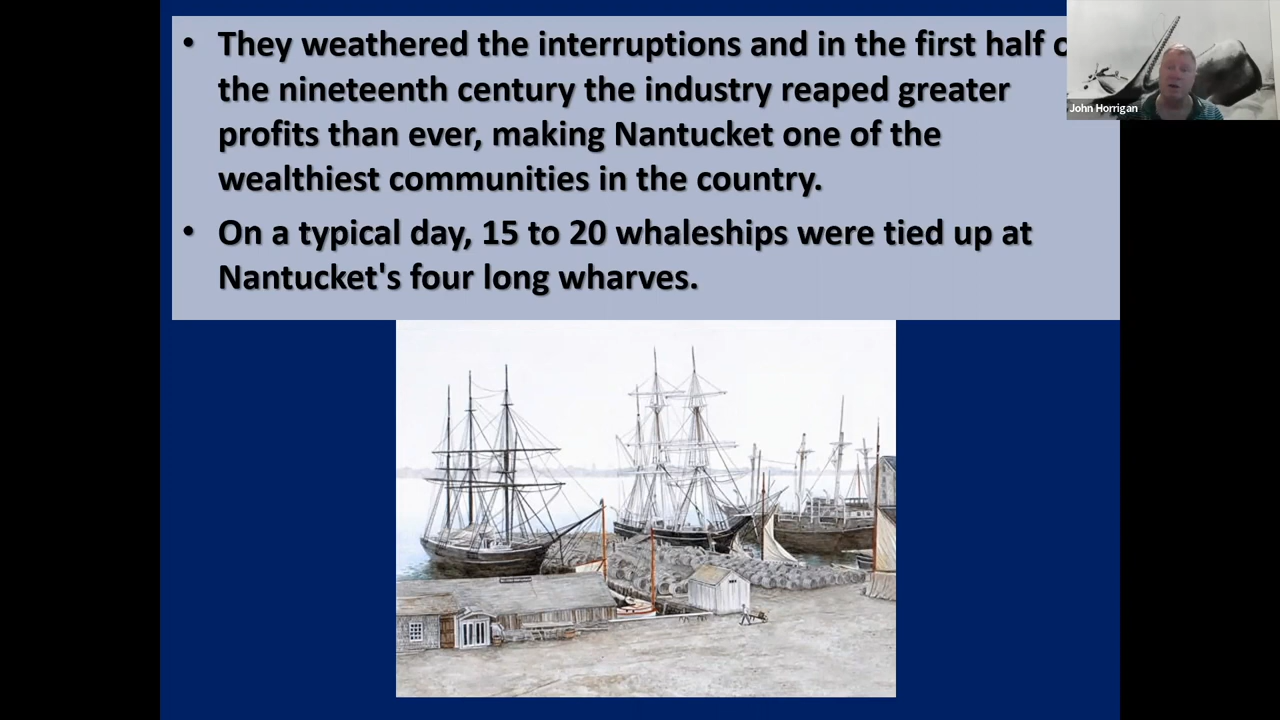 • They weathered the interruptions and in the first half
the nineteenth century the industry reaped greater
profits than ever, making Nantucket one of the
wealthiest communities in the country.
• On a typical day, 15 to 20 whaleships were tied up at
Nantucket's four long wharves.
John Horrigan